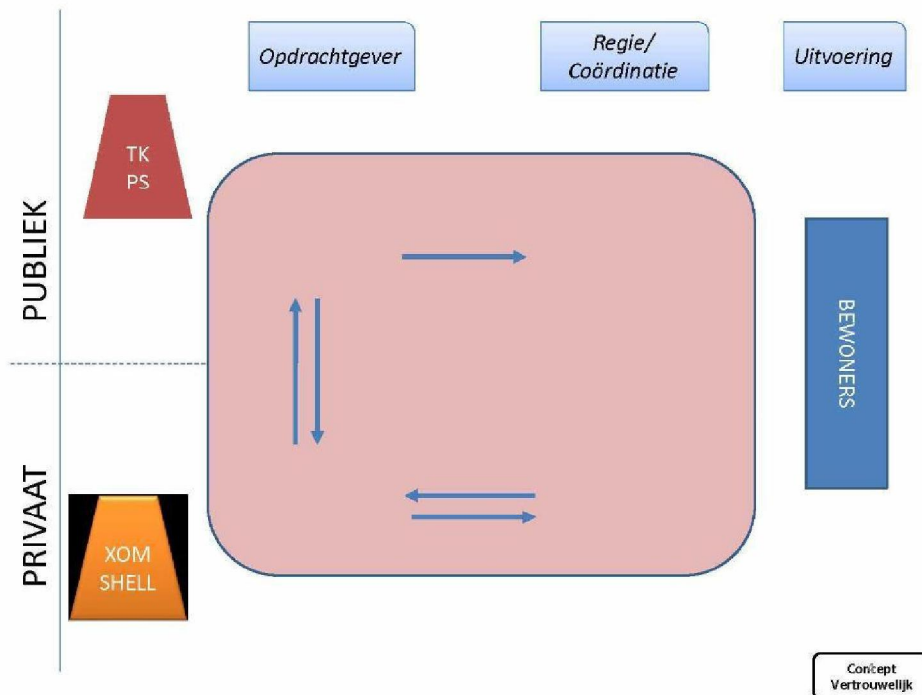 Opdrachtgever
Regie/
Coördinatie
Uitvoering
TK
PS
PUBLIEK
BEWONERS
PRIVAAT
XOM
SHELL
Concept
Vertrouwelijk